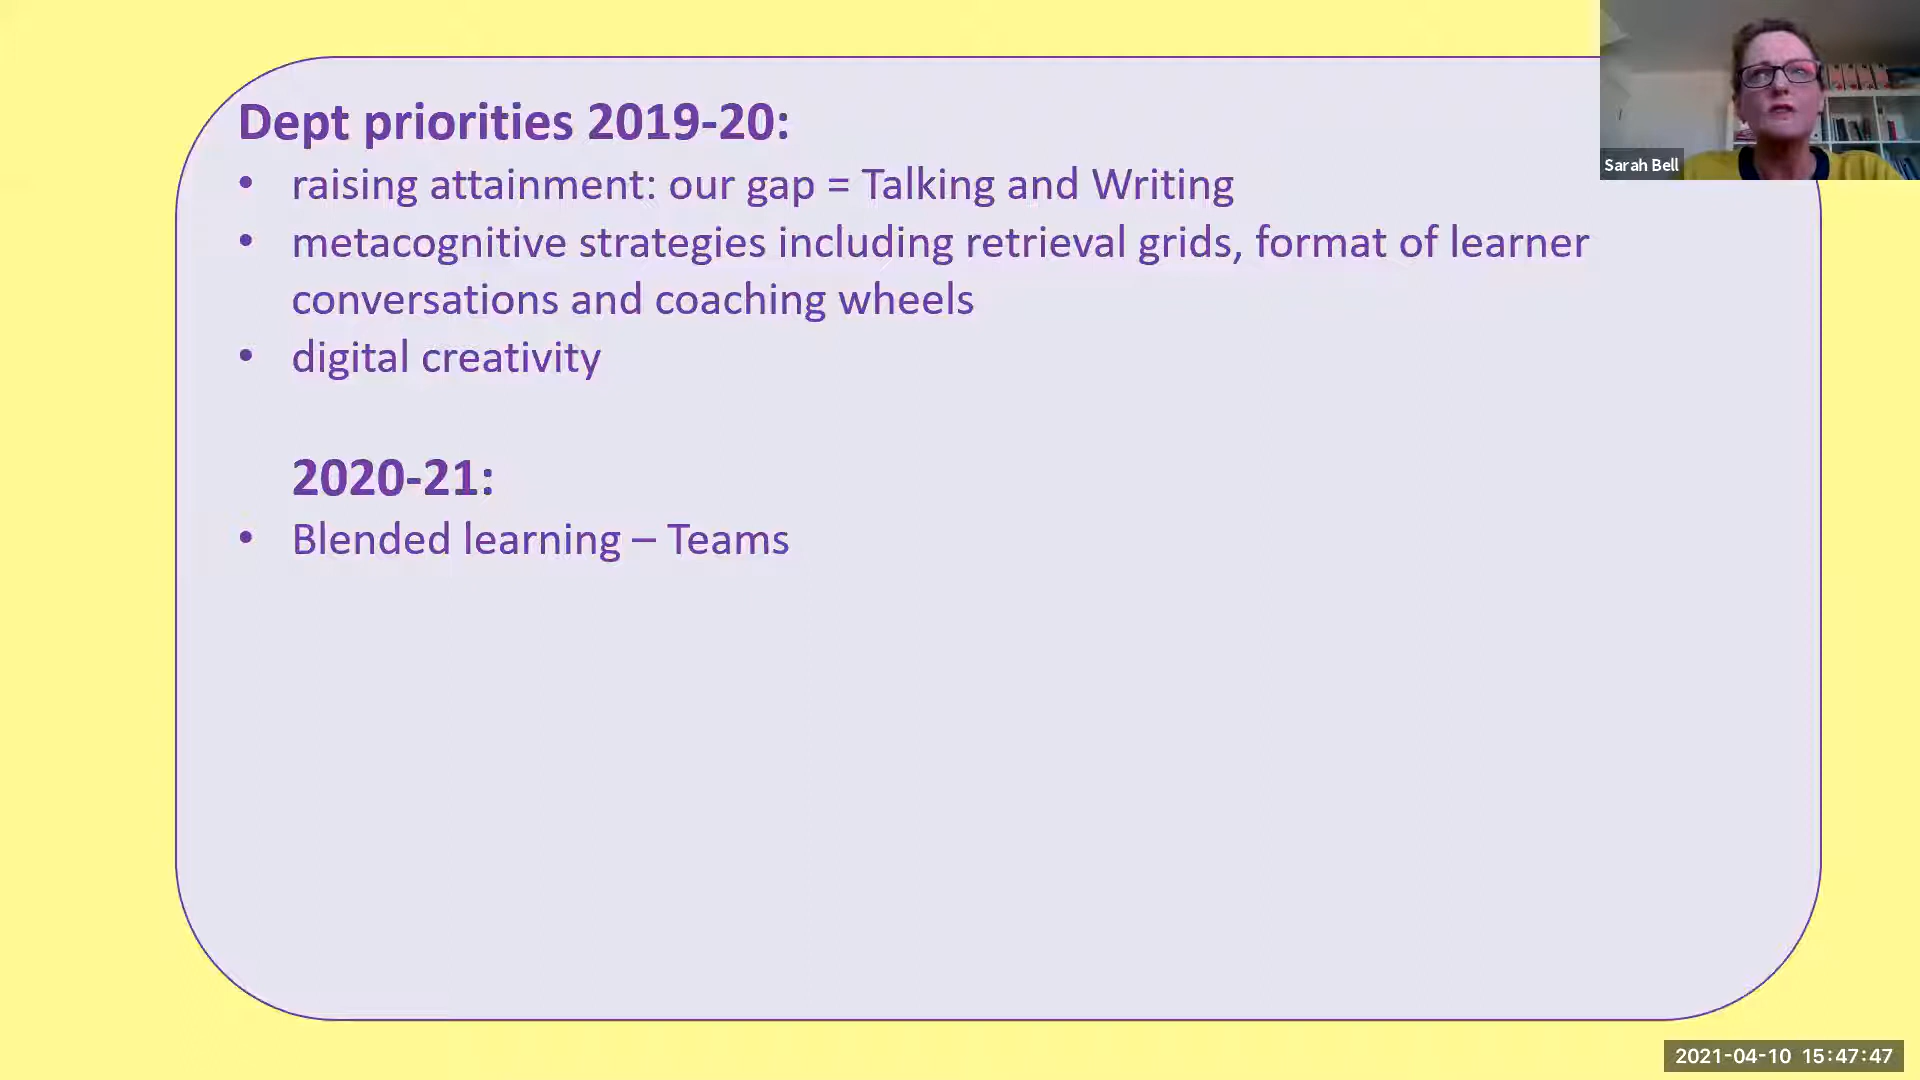 Dept priorities 2019-20:
• raising attainment: our gap = Talking and Writing
• metacognitive strategies including retrieval grids, format of learner
conversations and coaching wheels
• digital creativity
2020-21:
• Blended learning – Teams
Sarah Bell
2021-04-10 15:47:47